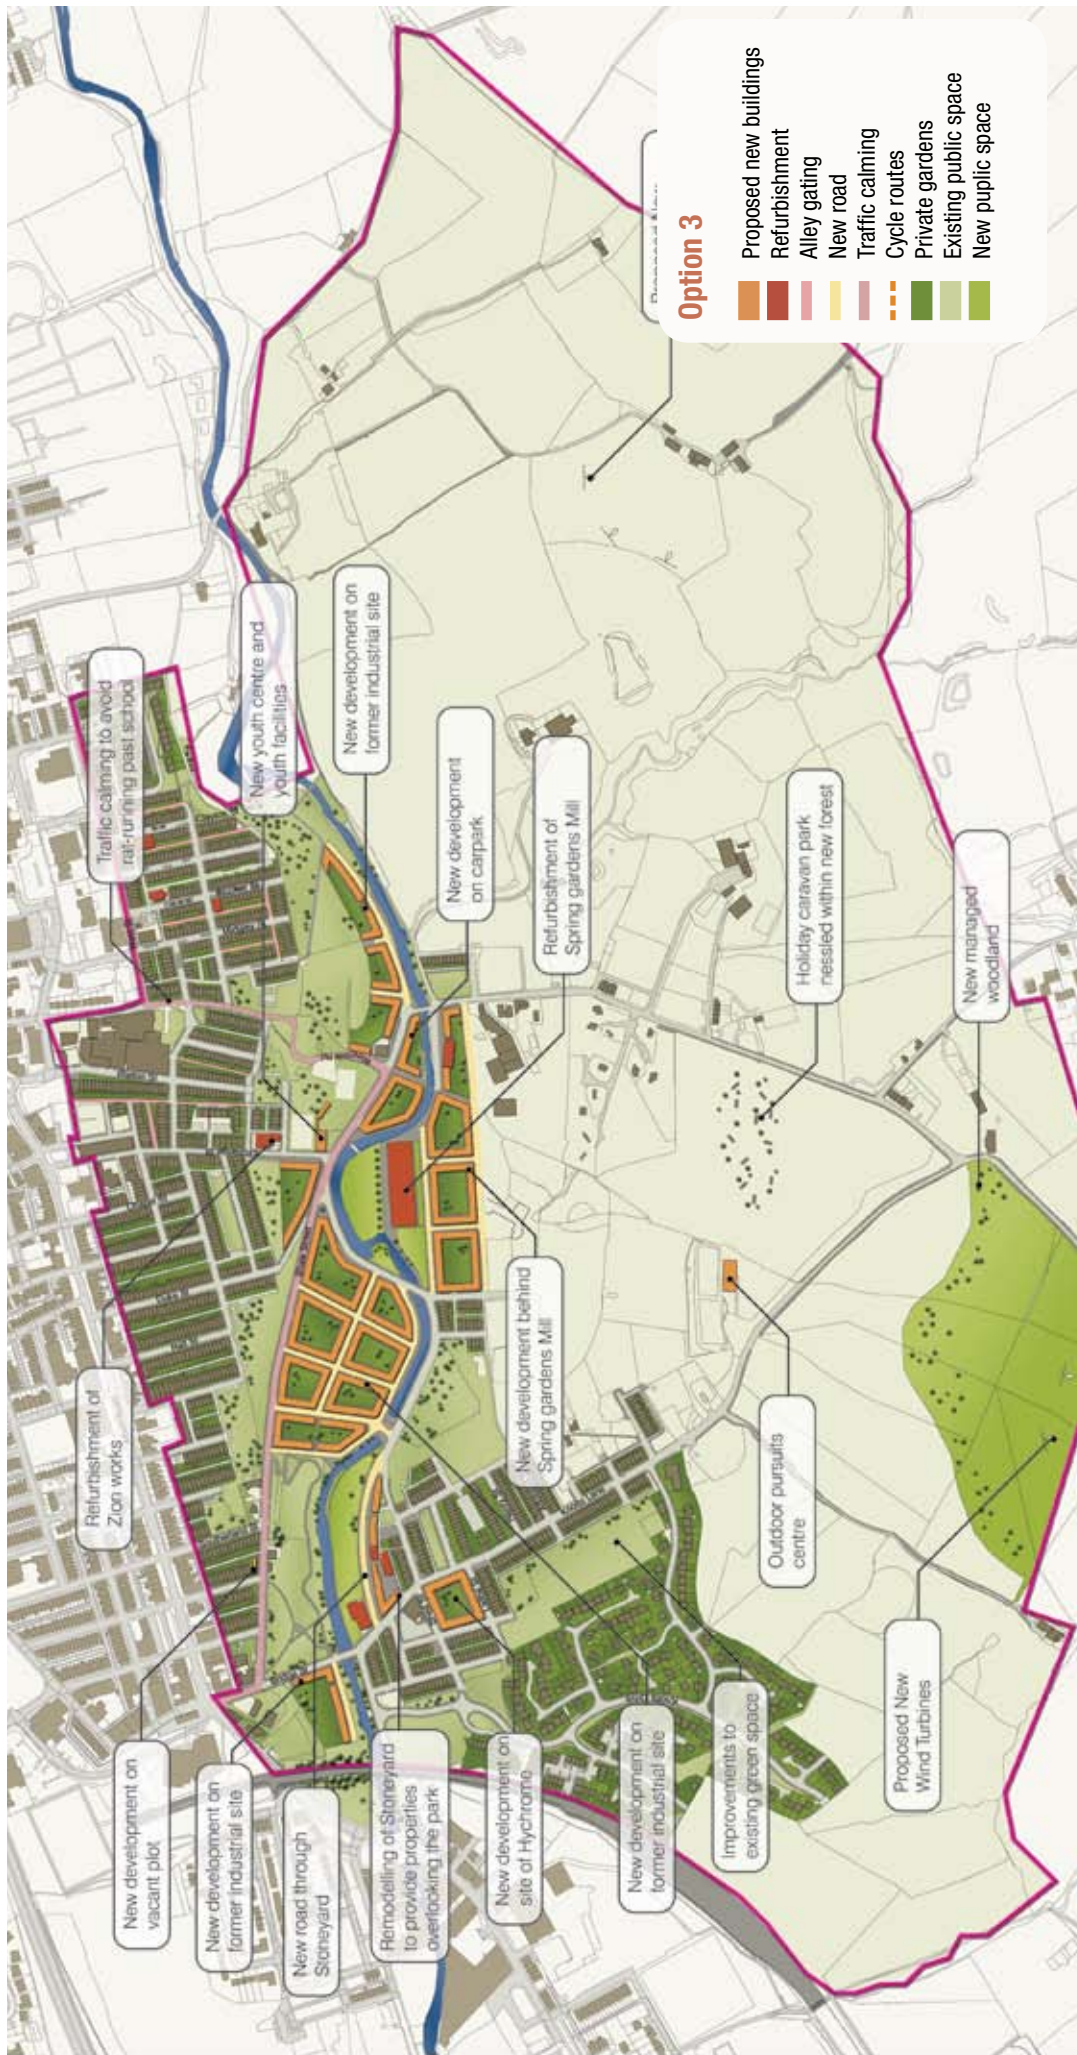 Option 3
Proposed new buildings
Refurbishment
Alley gating
New road
Traffic calming
Cycle routes
Private gardens
Existing public space
New puplic space
New development on
vacant plot
New development on
former industrial site
New road through
Stoneyard
Remodeling of Stoneyard
to provide properties
overlooking the park
New development on
site of Hychrome
New development on
former industrial site
Improvements to
existing green space
Proposed New
Wind Turbines
Refurbishment of
Zion works
New development behind
Spring gardens Mill
Outdoor pursuits
centre
Traffic calming to avoid
rat-running past school
New youth centre and
youth facilities
New development on
former industrial site
New development
on carpark
Refurbishment of
Spring gardens Mill
Holiday caravan park
nessled within new forest
New managed
woodland